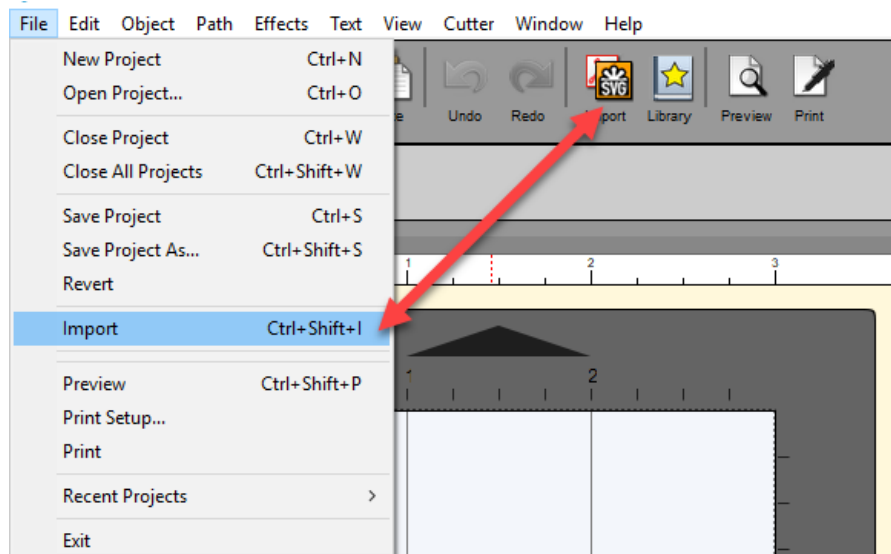 File Edit Object Path Effects Text View Cutter Window Help
New Project Ctrl+N
Open Project... Ctrl+O
Close Project Ctrl+W
Close All Projects Ctrl+Shift+W
Save Project Ctrl+S
Save Project As... Ctrl+Shift+S
Revert
Import Ctrl+Shift+I
Preview Ctrl+Shift+P
Print Setup...
Print
Recent Projects >
Exit
SVG
Undo Redo Library Preview Print
1 2 3
1 2